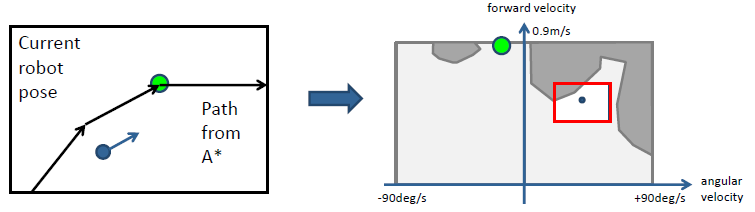 Current
robot
pose
Path
from
A*
forward velocity
0.9m/s
-90deg/s
+90deg/s
angular
velocity